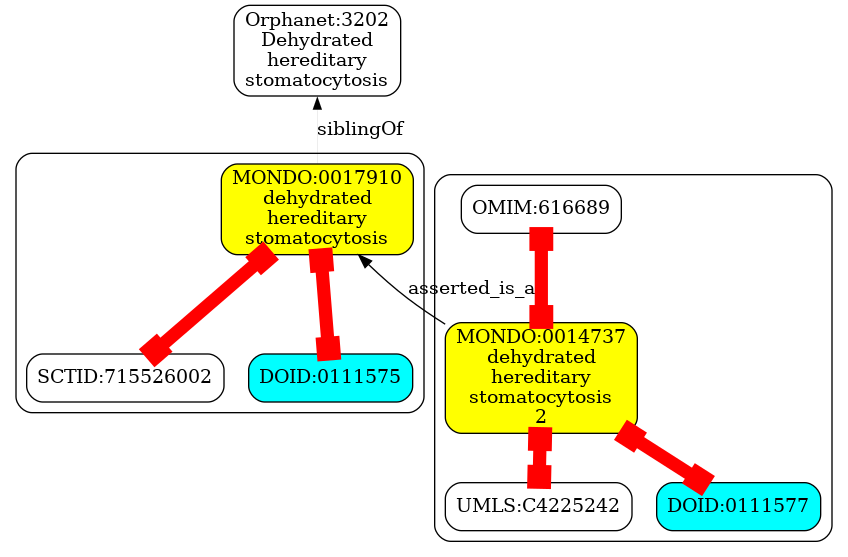 Orphanet:3202
Dehydrated
hereditary
stomatocytosis
siblingOf
MONDO:0017910
dehydrated
hereditary
stomatocytosis
OMIM:616689
asserted_is_a
MONDO:0014737
dehydrated
hereditary
stomatocytosis
2
SCTID:715526002
DOID:0111575
UMLS:C4225242
DOID:0111577